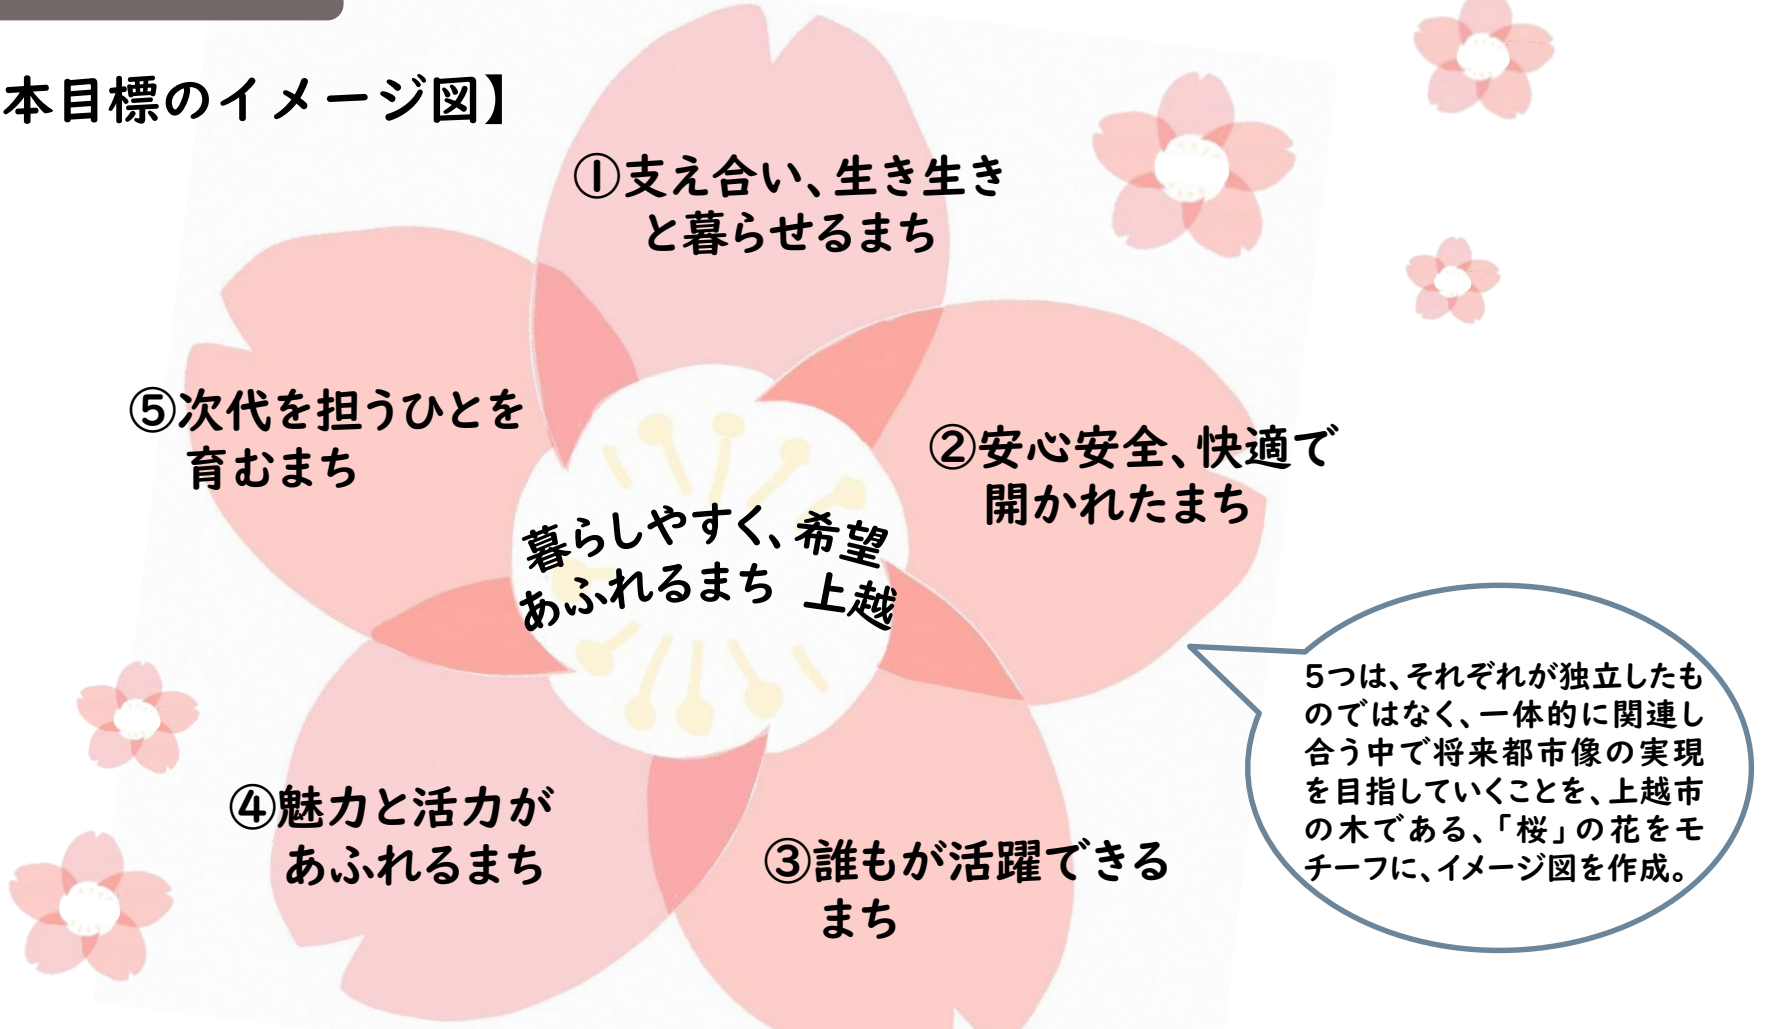 本目標のイメージ図】
①支え合い、生き生き
と暮らせるまち
⑤次代を担うひとを
育むまち
②安心安全、快適で
開かれたまち
暮らしやすく、希望
あふれるまち 上越
④魅力と活力が
あふれるまち
③誰もが活躍できる
まち
5つは、それぞれが独立したも
のではなく、一体的に関連し
合う中で将来都市像の実現
を目指していくことを、上越市
の木である、「桜」の花をモ
チーフに、イメージ図を作成。